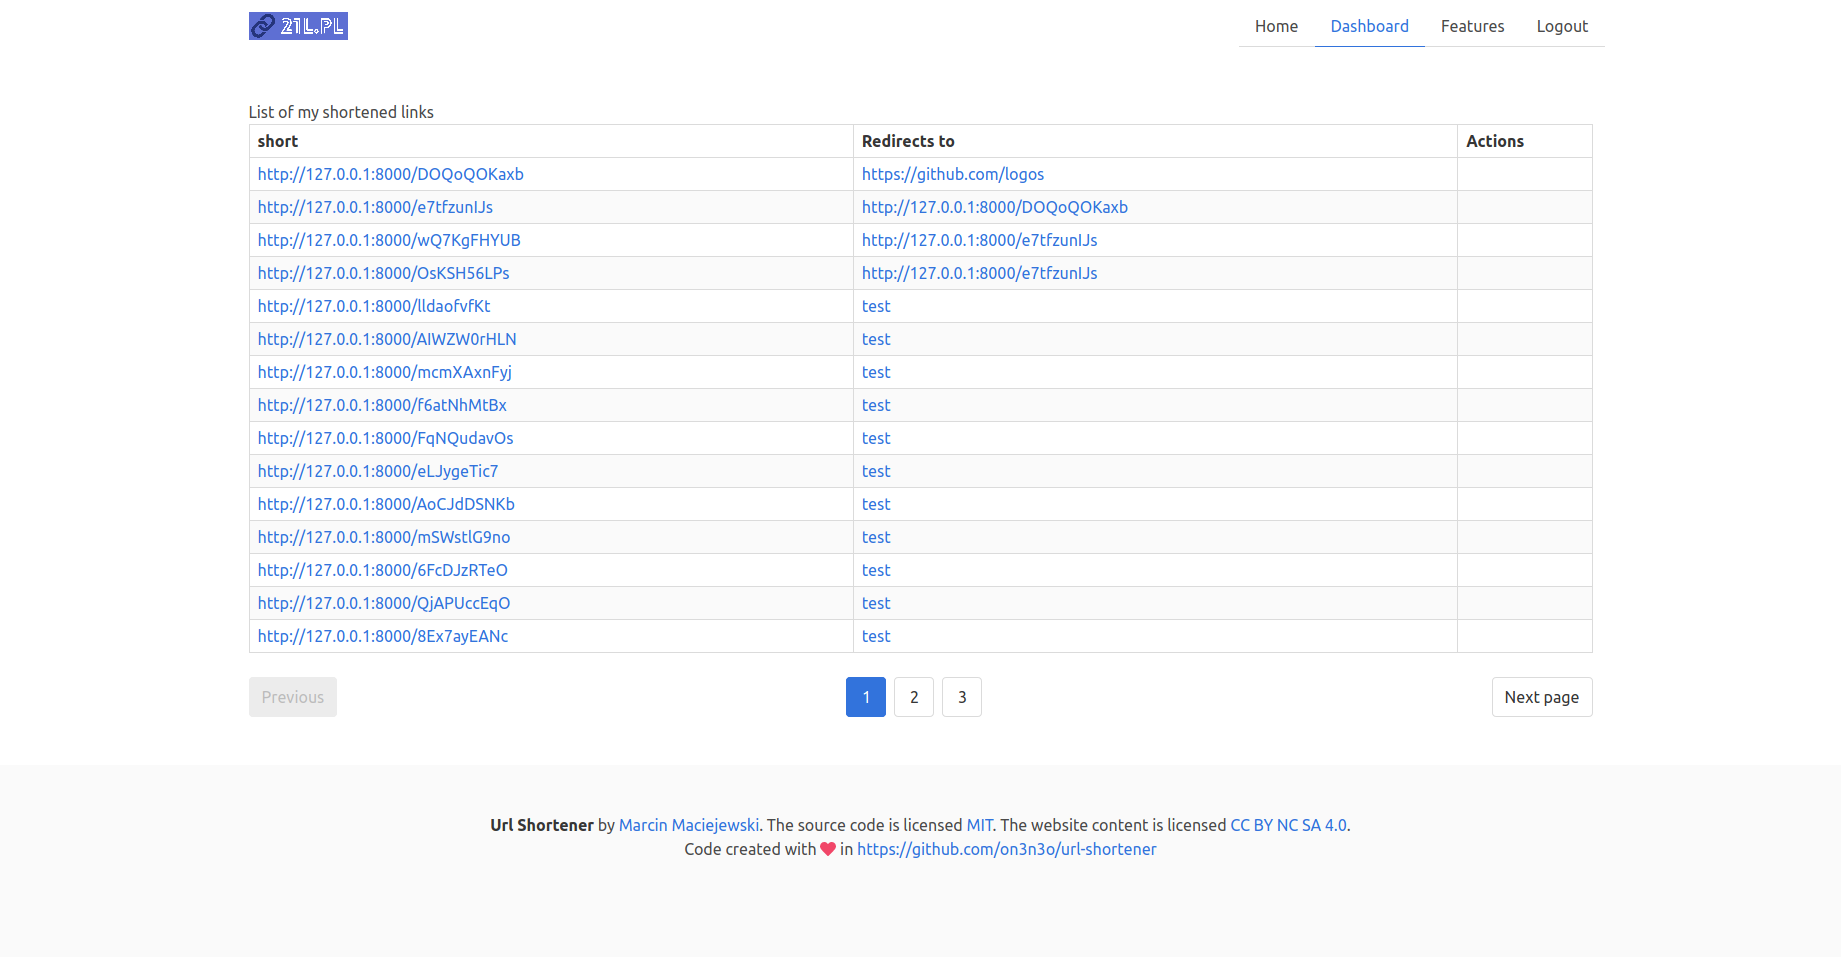 21L.PL Home Dashboard Features Logout
List of my shortened links
short Redirects to Actions
http://127.0.0.1:8000/DOQoQOKaxb https://github.com/logos
http://127.0.0.1:8000/e7tfzunIJs http://127.0.0.1:8000/DOQoQOKaxb
http://127.0.0.1:8000/wQ7KgFHYUB http://127.0.0.1:8000/e7tfzunIJs
http://127.0.0.1:8000/OsKSH56LPs http://127.0.0.1:8000/e7tfzunIJs
http://127.0.0.1:8000/lldaofvfKt test
http://127.0.0.1:8000/AIWZW0rHLN test
http://127.0.0.1:8000/mcmXAxnFyj test
http://127.0.0.1:8000/f6atNhMtBx test
http://127.0.0.1:8000/FqNQudavOs test
http://127.0.0.1:8000/eLJygeTic7 test
http://127.0.0.1:8000/AoCJdDSNKb test
http://127.0.0.1:8000/mSWstlG9no test
http://127.0.0.1:8000/6FcDJzRTeO test
http://127.0.0.1:8000/QjAPUccEqO test
http://127.0.0.1:8000/8Ex7ayEANc test
Previous 1 2 3 Next page
Url Shortener by Marcin Maciejewski. The source code is licensed MIT. The website content is licensed CC BY NC SA 4.0.
Code created with ❤ in https://github.com/on3n3o/url-shortener